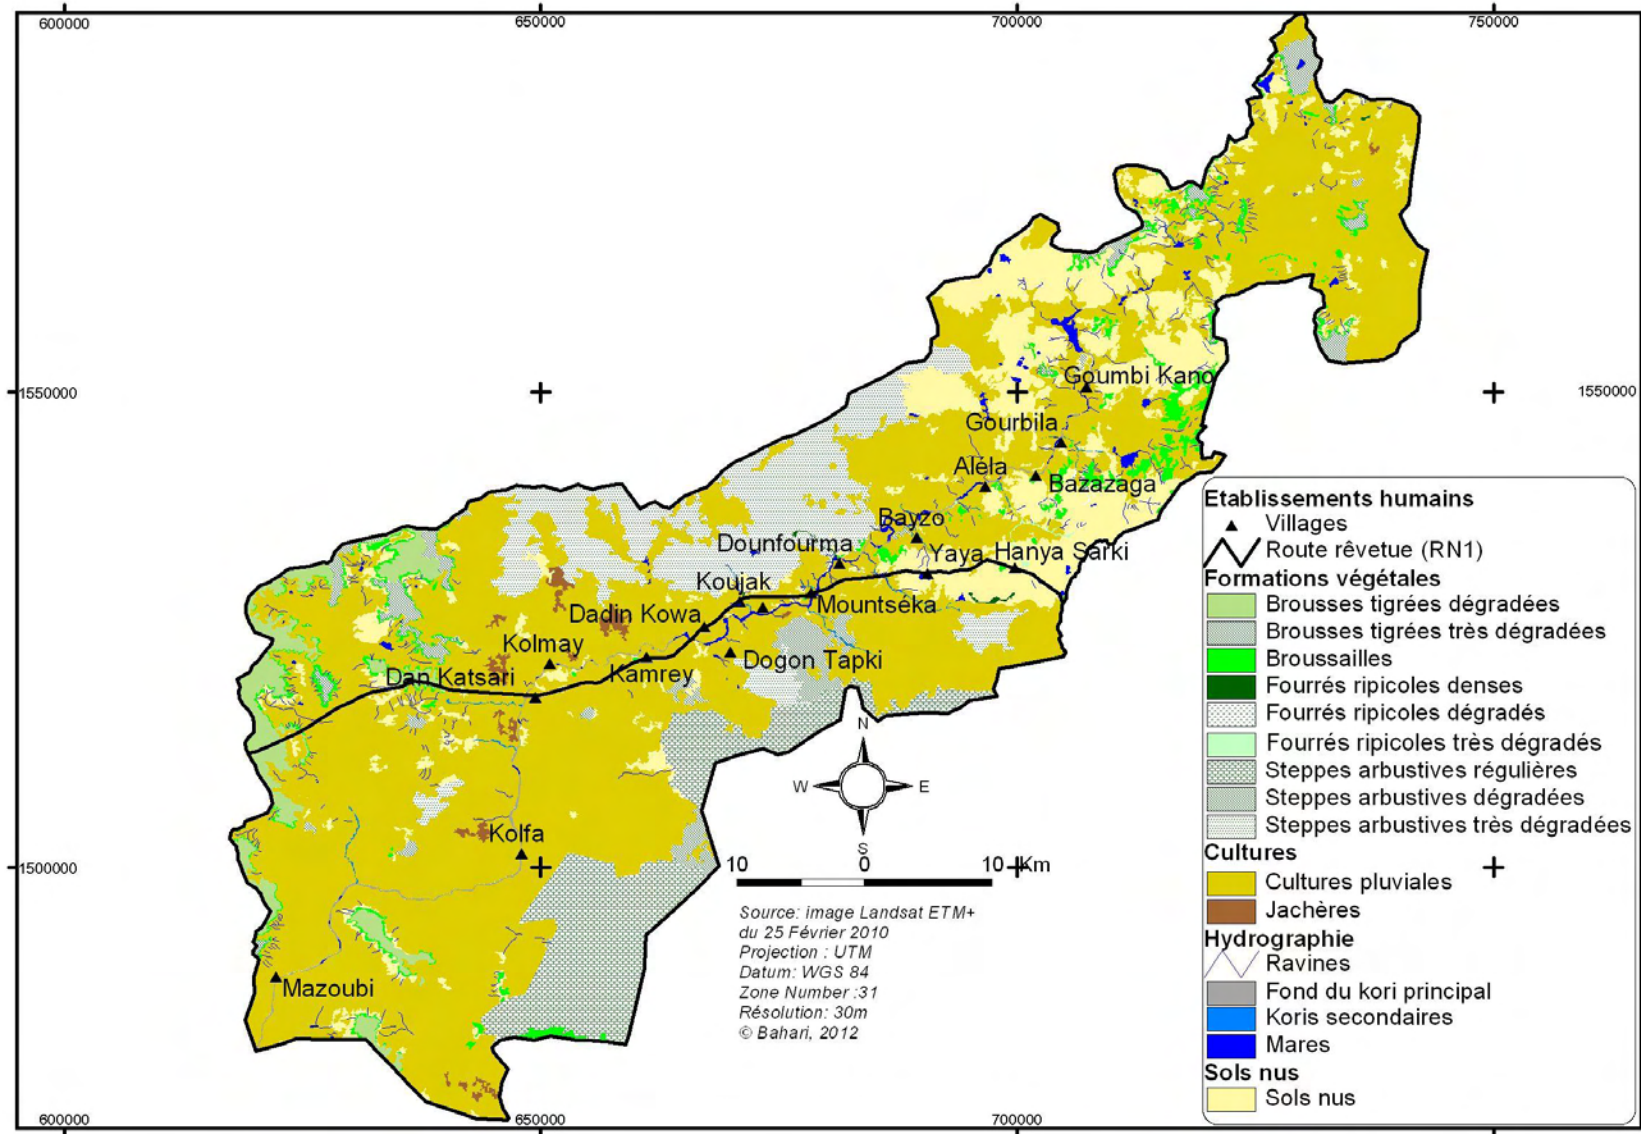 600000
650000
700000
750000
Goumbi Kano
1550000
1550000
Gourbila
Aléla
Bazazaga
Bayzo
Dounfourma
Yaya
Hanya Sarki
Koujak
Mountséka
Dadin Kowa
Kolmay
Dogon Tapki
Dan Katsari
Kamrey
N
W
E
S
Kolfa
10
0
10 Km
1500000
Mazoubi
Source: image Landsat ETM+
du 25 Février 2010
Projection : UTM
Datum: WGS 84
Zone Number :31
Résolution: 30m
© Bahari, 2012
Etablissements humains
Villages
Route rêvetue (RN1)
Formations végétales
Brousses tigrées dégradées
Brousses tigrées très dégradées
Broussailles
Fourrés ripicoles denses
Fourrés ripicoles dégradés
Fourrés ripicoles très dégradés
Steppes arbustives régulières
Steppes arbustives dégradées
Steppes arbustives très dégradées
Cultures
Cultures pluviales
Jachères
Hydrographie
Ravines
Fond du kori principal
Koris secondaires
Mares
Sols nus
Sols nus
600000
650000
700000